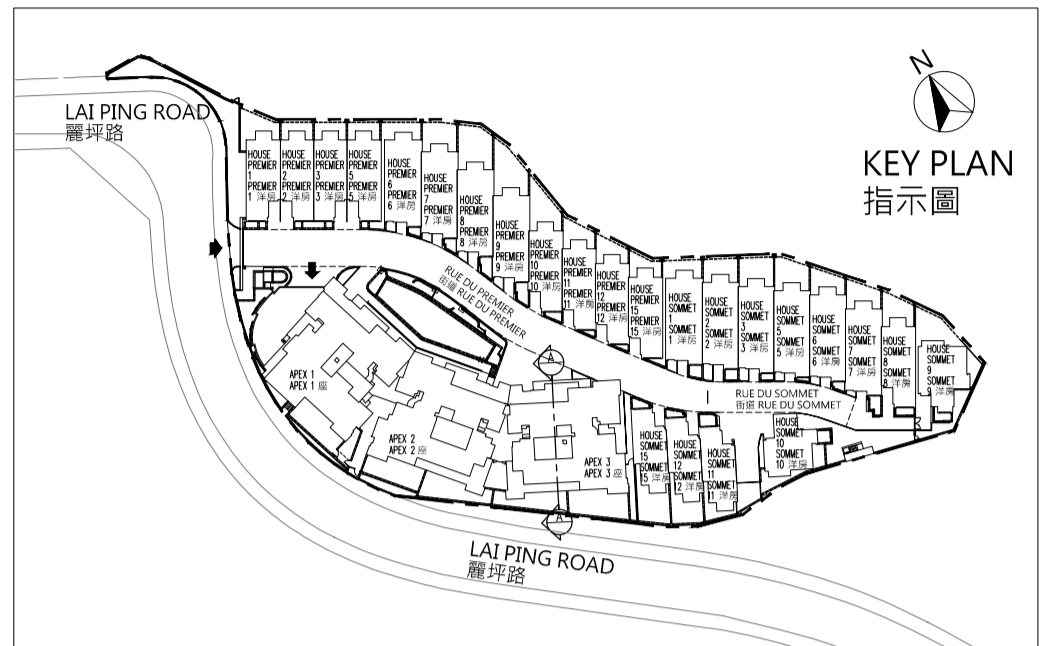 LAI PING ROAD
麗坪路
N
KEY PLAN
指示圖
HOUSE
PREMIER
1
PREMIER
1 洋房
HOUSE
PREMIER
2
PREMIER
2 洋房
HOUSE
PREMIER
3
PREMIER
3 洋房
HOUSE
PREMIER
5
PREMIER
5 洋房
HOUSE
PREMIER
6
PREMIER
6 洋房
HOUSE
PREMIER
7
PREMIER
7 洋房
HOUSE
PREMIER
8
PREMIER
8 洋房
HOUSE
PREMIER
9
PREMIER
9 洋房
HOUSE
PREMIER
10
PREMIER
10 洋房
HOUSE
PREMIER
11
PREMIER
11 洋房
HOUSE
PREMIER
12
PREMIER
12 洋房
HOUSE
PREMIER
15
PREMIER
15 洋房
HOUSE
SOMMET
1
SOMMET
1 洋房
HOUSE
SOMMET
2
SOMMET
2 洋房
HOUSE
SOMMET
3
SOMMET
3 洋房
HOUSE
SOMMET
5
SOMMET
5 洋房
HOUSE
SOMMET
6
SOMMET
6 洋房
HOUSE
SOMMET
7
SOMMET
7 洋房
HOUSE
SOMMET
8
SOMMET
8 洋房
HOUSE
SOMMET
9
SOMMET
9 洋房
RUE DU PREMIER
街道 RUE DU PREMIER
RUE DU SOMMET
街道 RUE DU SOMMET
A
APEX 1
APEX 1 座
APEX 2
APEX 2 座
APEX 3
APEX 3 座
HOUSE
SOMMET
15
SOMMET
15 洋房
HOUSE
SOMMET
12
SOMMET
12 洋房
HOUSE
SOMMET
11
SOMMET
11 洋房
HOUSE
SOMMET
10
SOMMET
10 洋房
A
LAI PING ROAD
麗坪路